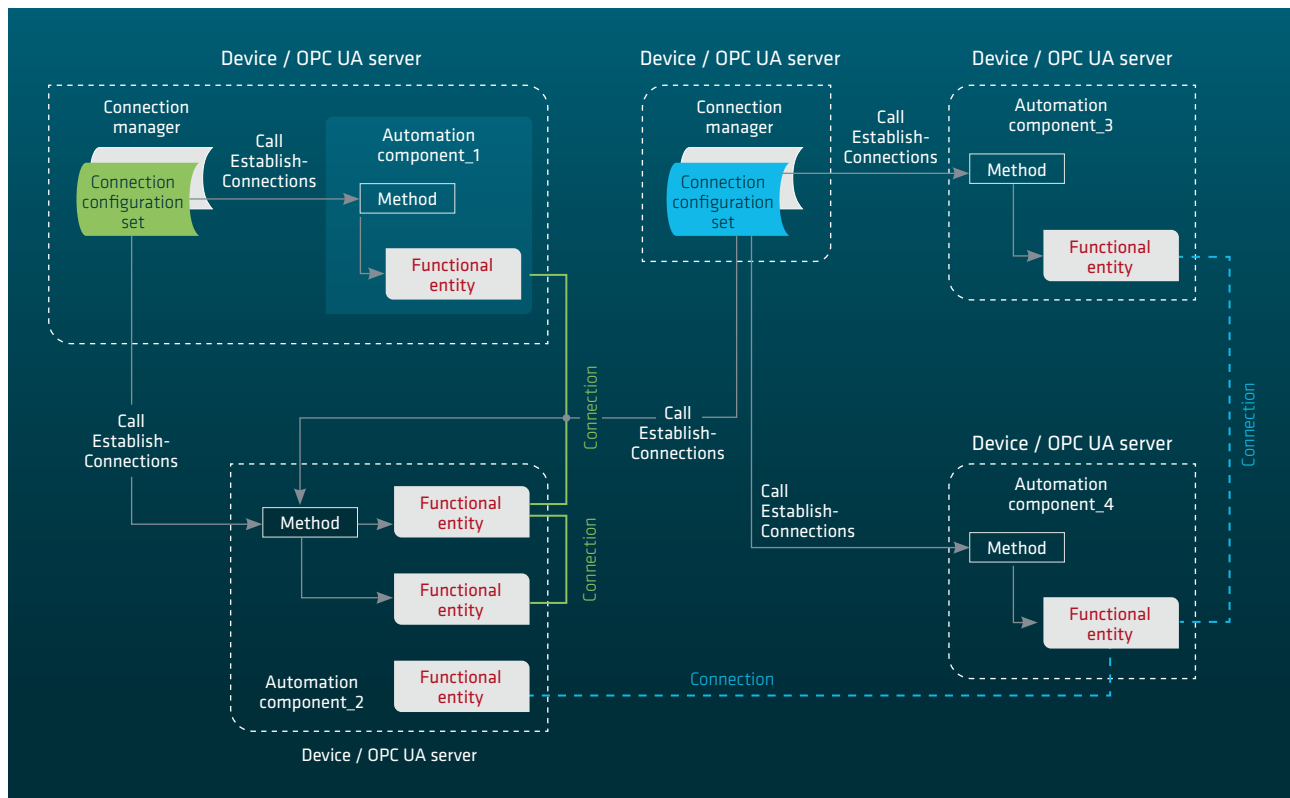 Device / OPC UA server
Connection
manager
Call
Establish-
Connections
Connection
configuration
set
Automation
component_1
Method
Functional
entity
Device / OPC UA server
Connection
manager
Connection
configuration
set
Call
Establish-
Connections
Device / OPC UA server
Automation
component_3
Method
Functional
entity
Call
Establish-
Connections
Connection
Call
Establish-
Connections
Connection
Method
Functional
entity
Functional
entity
Connection
Automation
component_2
Functional
entity
Device / OPC UA server
Connection
Call
Establish-
Connections
Device / OPC UA server
Automation
component_4
Method
Functional
entity